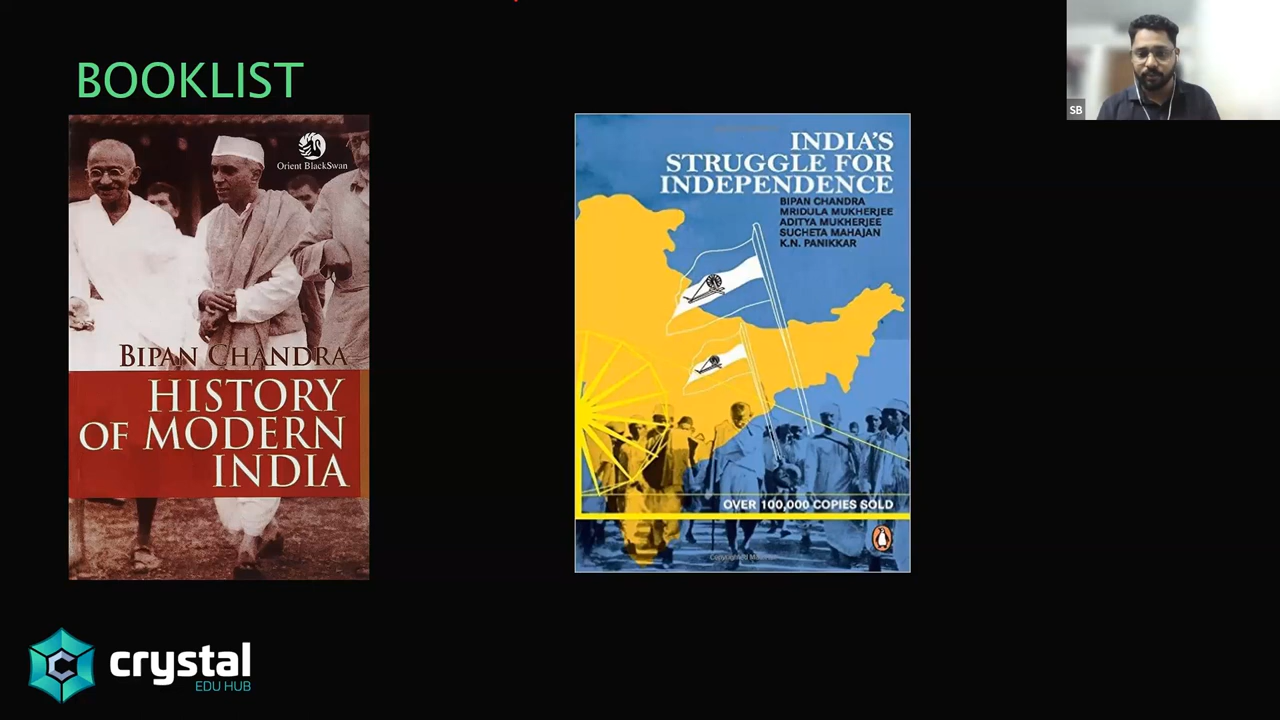 BOOKLIST
Orient BlackSwan
BIPAN CHANDRA
HISTORY
OF MODERN
INDIA
INDIA'S
STRUGGLE FOR
INDEPENDENCE
BIPAN CHANDRA
MRIDULA MUKHERJEE
ADITYA MUKHERJEE
SUCHETA MAHAJAN
K.N. PANIKKAR
OVER 100,000 COPIES SOLD
SB
crystal
EDU HUB